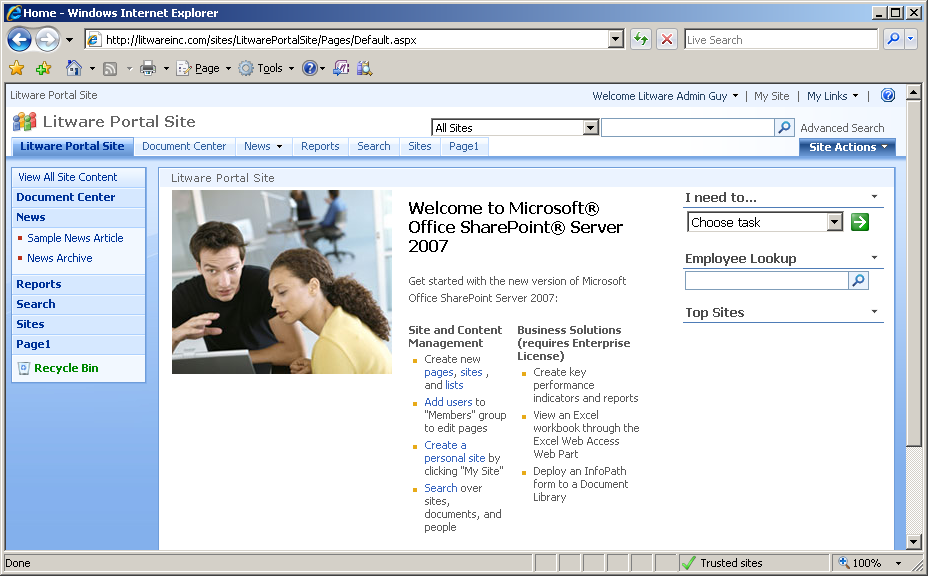 Home - Windows Internet Explorer
http://litwareinc.com/sites/LitwarePortalSite/Pages/Default.aspx
Live Search
Page
Tools
Litware Portal Site
Welcome Litware Admin Guy
| My Site | My Links |
Litware Portal Site
All Sites
Advanced Search
Litware Portal Site
Document Center
News
Reports
Search
Sites
Page1
Site Actions
View All Site Content
Document Center
News
Sample News Article
News Archive
Reports
Search
Sites
Page1
Recycle Bin
Litware Portal Site
Welcome to Microsoft®
Office SharePoint® Server
2007
Get started with the new version of Microsoft
Office SharePoint Server 2007:
Site and Content
Management
Create new
pages, sites ,
and lists
Add users to
"Members" group
to edit pages
Create a
personal site by
clicking "My Site"
Search over
sites,
documents, and
people
Business Solutions
(requires Enterprise
License)
Create key
performance
indicators and reports
View an Excel
workbook through the
Excel Web Access
Web Part
Deploy an InfoPath
form to a Document
Library
I need to...
Choose task
Employee Lookup
Top Sites
Done
Trusted sites
100%